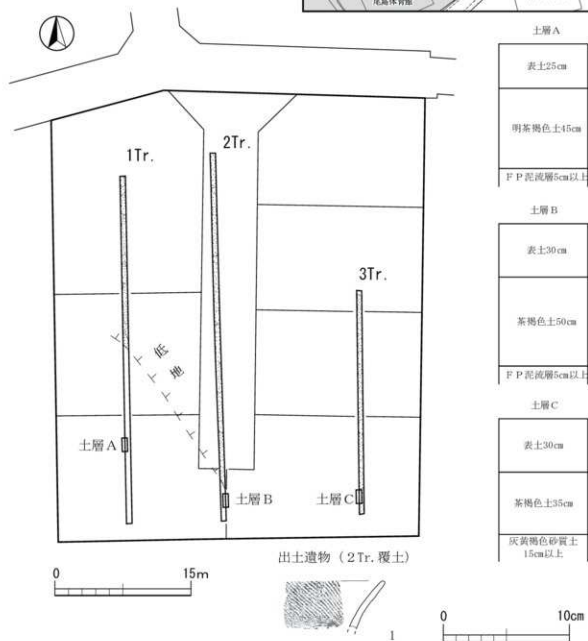 尾島体育館
土層A
表土25cm
明茶褐色土45cm
FP泥流層5cm以上
土層B
表土30cm
茶褐色土50cm
FP泥流層5cm以上
土層C
表土30cm
茶褐色土35cm
灰黄褐色砂質土
15cm以上
1Tr.
2Tr.
3Tr.
低地
土層A
土層B
土層C
0 15m
出土遺物（2Tr.覆土）
1
0 10cm